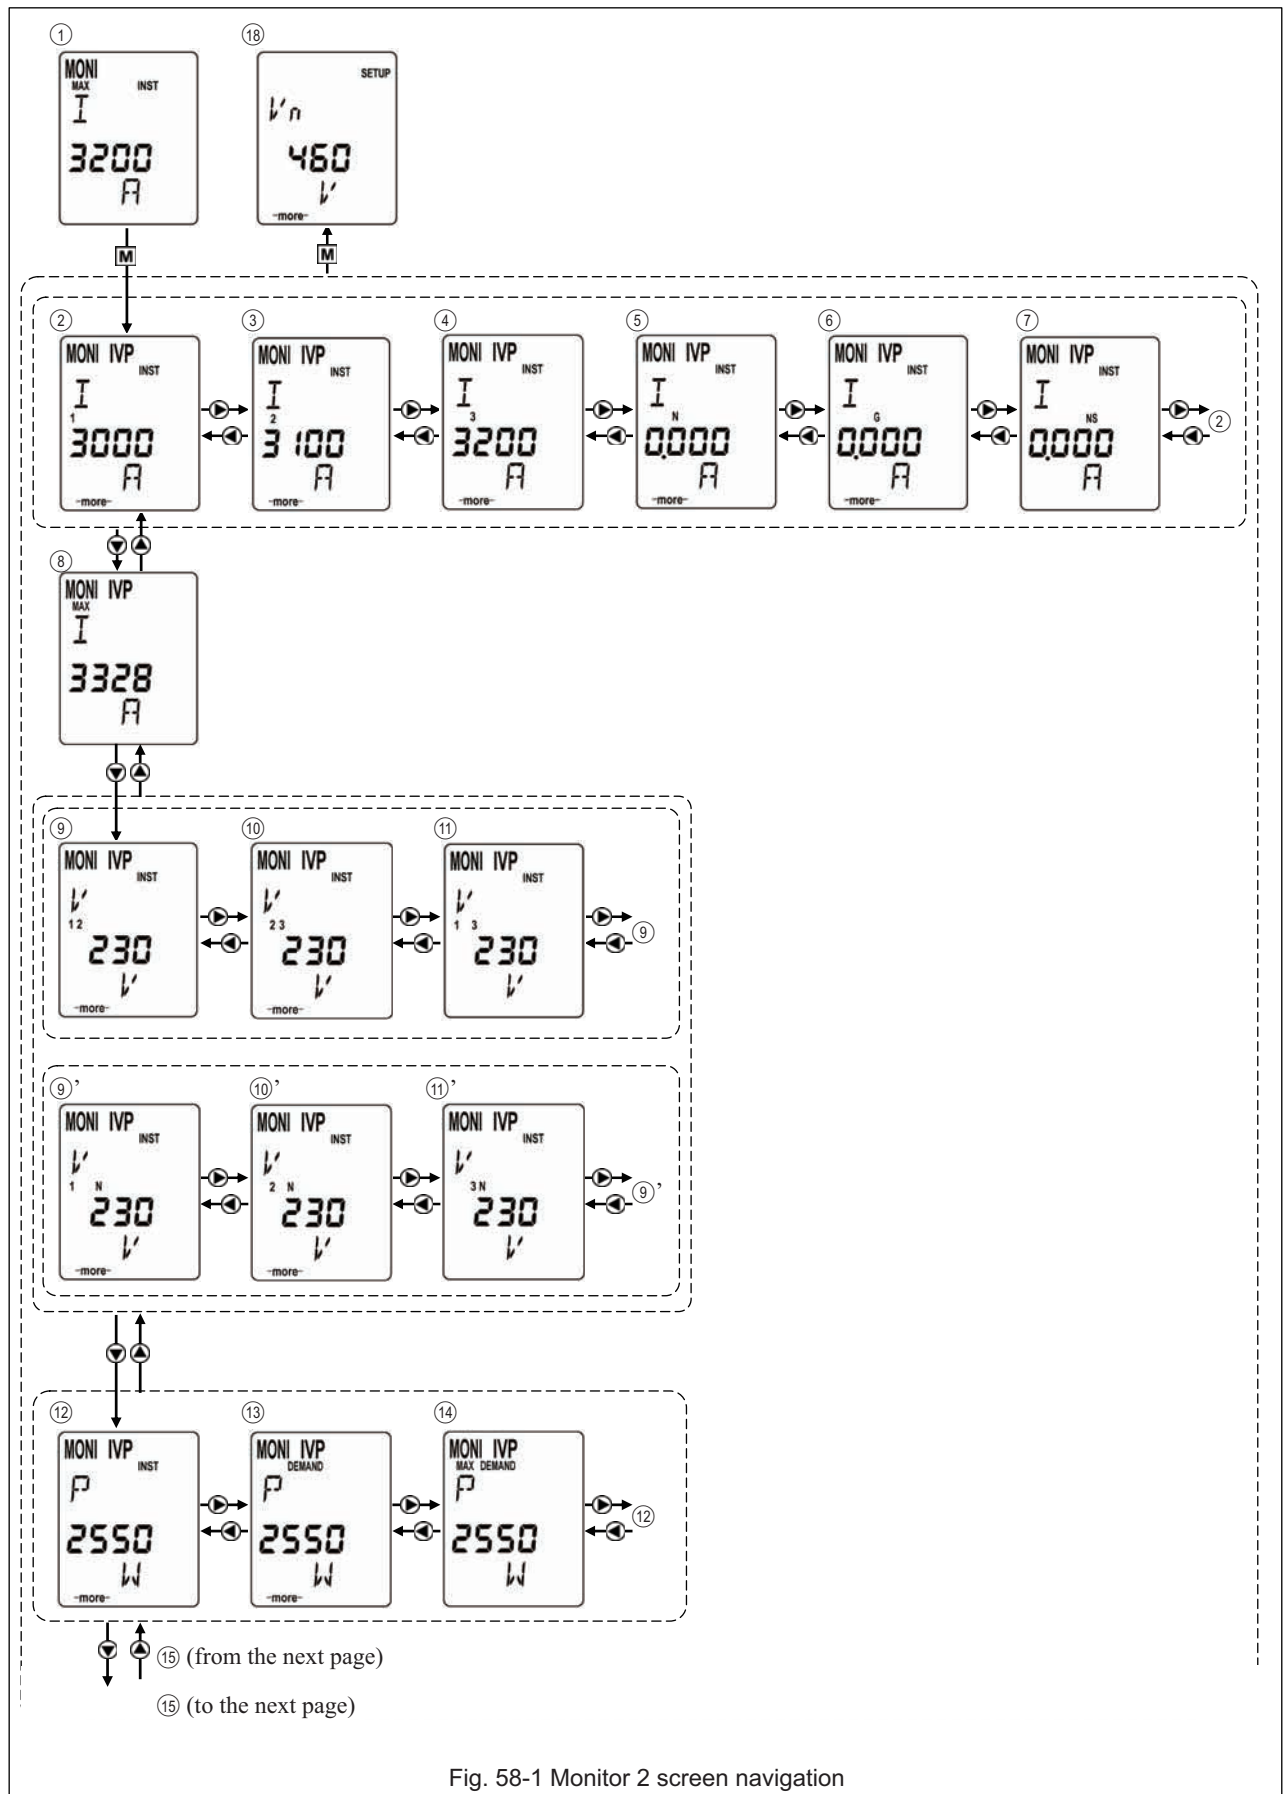 ① ⑱
MONI
MAX INST
I
3200
A
SETUP
Vn
460
V
-more-
M M
② ③ ④ ⑤ ⑥ ⑦
MONI IVP
INST
I
1
3000
A
-more-
MONI IVP
INST
I
2
3100
A
-more-
MONI IVP
INST
I
3
3200
A
-more-
MONI IVP
INST
I
N
0.000
A
-more-
MONI IVP
INST
I
G
0.000
A
-more-
MONI IVP
INST
I
NS
0.000
A
②
⑧
MONI IVP
MAX
I
3328
A
⑨ ⑩ ⑪
MONI IVP
INST
V
1 2
230
V
-more-
MONI IVP
INST
V
2 3
230
V
-more-
MONI IVP
INST
V
1 3
230
V
⑨
⑨’ ⑩’ ⑪’
MONI IVP
INST
V
1 N
230
V
-more-
MONI IVP
INST
V
2 N
230
V
-more-
MONI IVP
INST
V
3 N
230
V
⑨’
⑫ ⑬ ⑭
MONI IVP
INST
P
2550
W
-more-
MONI IVP
DEMAND
P
2550
W
-more-
MONI IVP
MAX DEMAND
P
2550
W
⑫
⑮ (from the next page)
⑮ (to the next page)
Fig. 58-1 Monitor 2 screen navigation